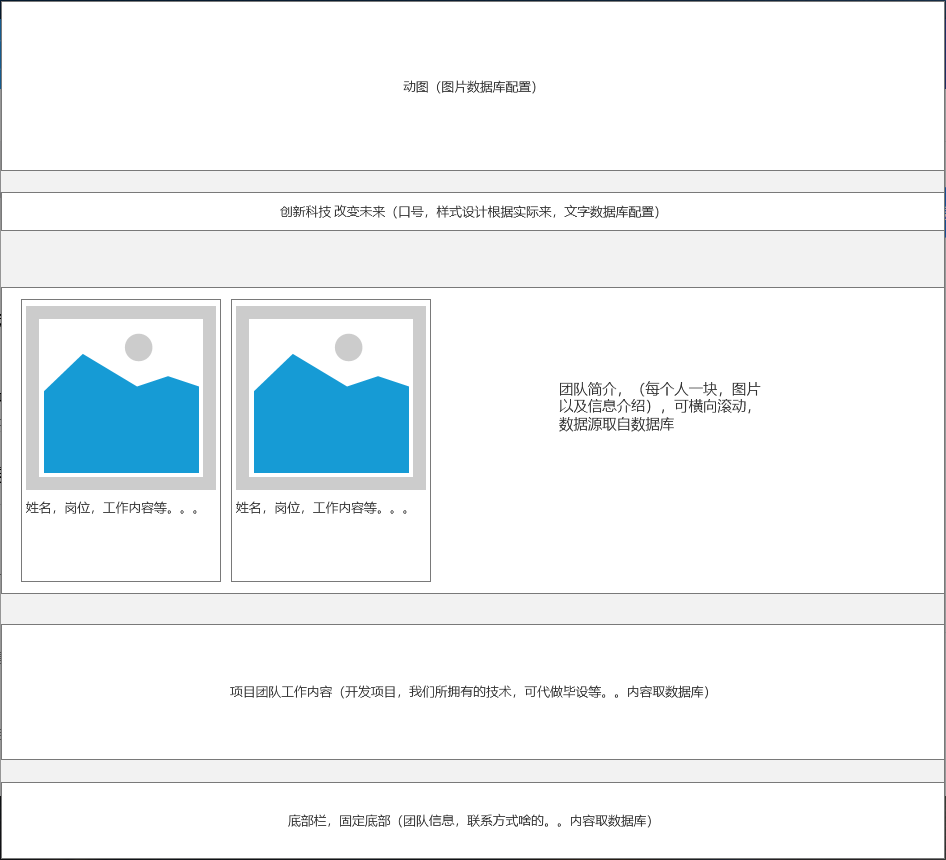 动图（图片数据库配置）
创新科技 改变未来（口号，样式设计根据实际来，文字数据库配置）
团队简介，（每个人一块，图片
以及信息介绍），可横向滚动，
数据源取自数据库
姓名，岗位，工作内容等。。。
姓名，岗位，工作内容等。。。
项目团队工作内容（开发项目，我们所拥有的技术，可代做毕设等。。内容取数据库）
底部栏，固定底部（团队信息，联系方式啥的。。内容取数据库）